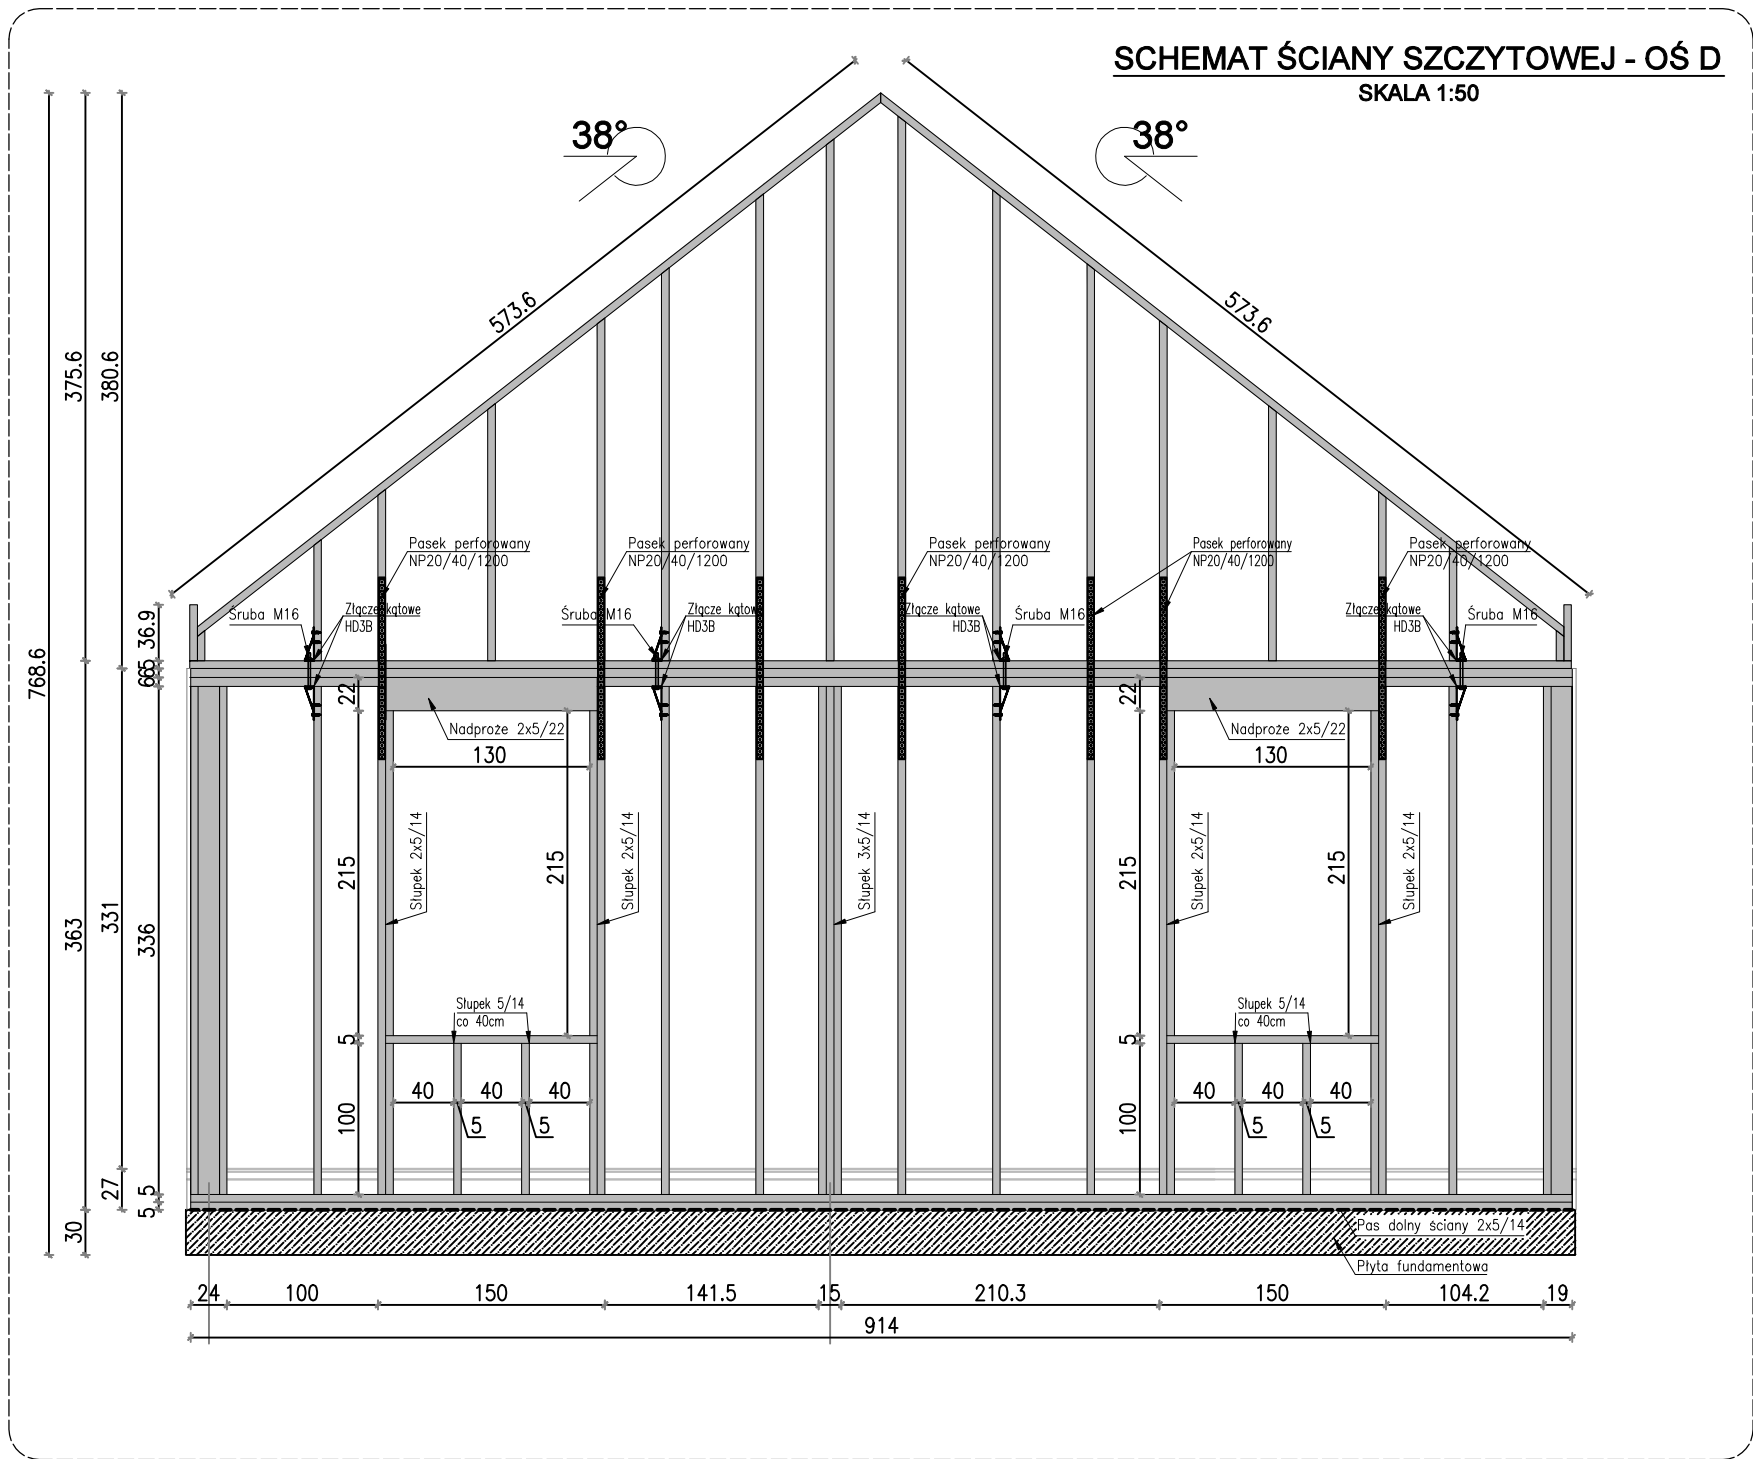 SCHEMAT ŚCIANY SZCZYTOWEJ - OŚ D
SKALA 1:50
38°
38°
573.6
573.6
768.6
375.6
380.6
363
331
336
36.9
30
27
Pasek perforowany
NP20/40/1200
Pasek perforowany
NP20/40/1200
Pasek perforowany
NP20/40/1200
Pasek perforowany
NP20/40/1200
Pasek perforowany
NP20/40/1200
Śruba M16
Złącze kątowe
HD3B
Śruba M16
Złącze kątowe
HD3B
Złącze kątowe
HD3B
Śruba M16
Złącze kątowe
HD3B
Śruba M16
22
22
Nadproże 2x5/22
Nadproże 2x5/22
130
130
215
215
215
215
Słupek 2x5/14
Słupek 2x5/14
Słupek 3x5/14
Słupek 2x5/14
Słupek 2x5/14
Słupek 5/14
co 40cm
Słupek 5/14
co 40cm
5
5
40 40 40
40 40 40
5 5
5 5
100
100
5
5
Pas dolny ściany 2x5/14
Płyta fundamentowa
24 100 150 141.5 15 210.3 150 104.2 19
914